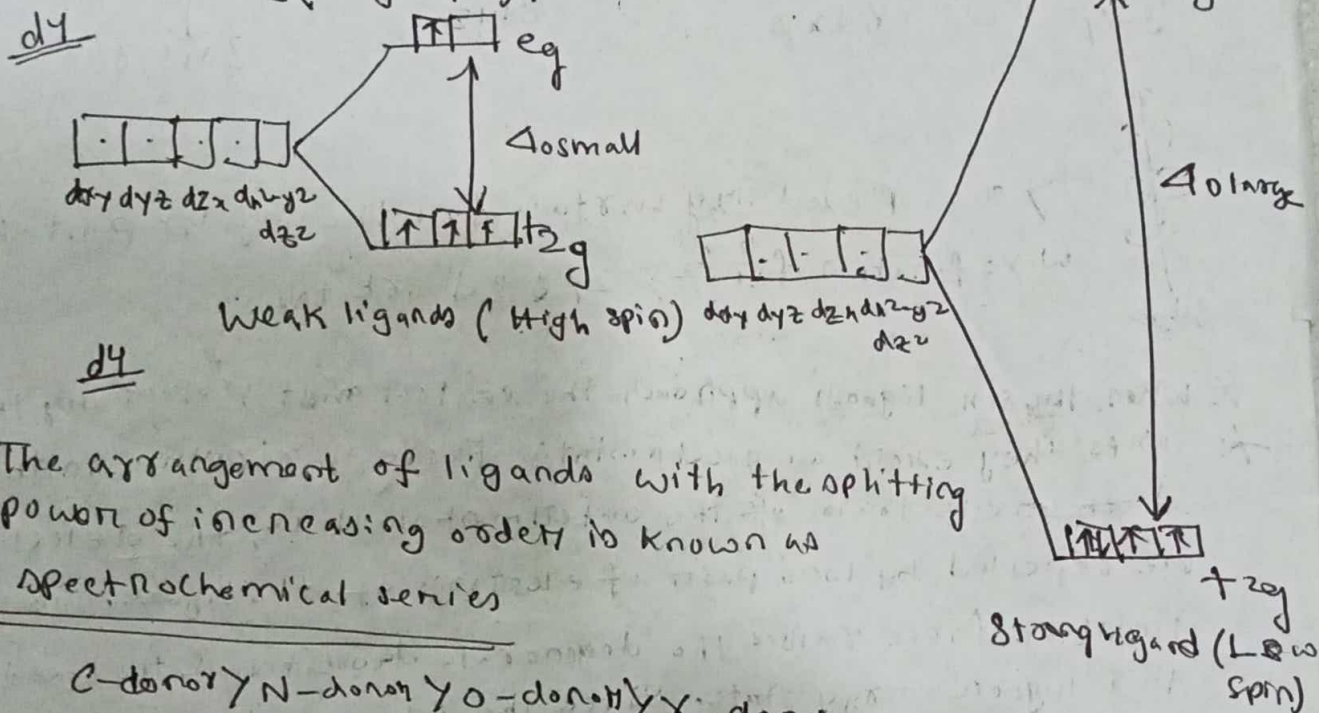 d4
↑
eg
Δo small
dxy dyz dzx dx2-y2
dz2
↑ ↑ ↑
t2g
Weak ligands (High spin)
Δo large
dxy dyz dzx dx2-y2
dz2
d4
The arrangement of ligands with the splitting
power of increasing order is known as
spectrochemical series
↑↓ ↑ ↑
t2g
(Low
spin)
C-donor > N-donor > O-donor >